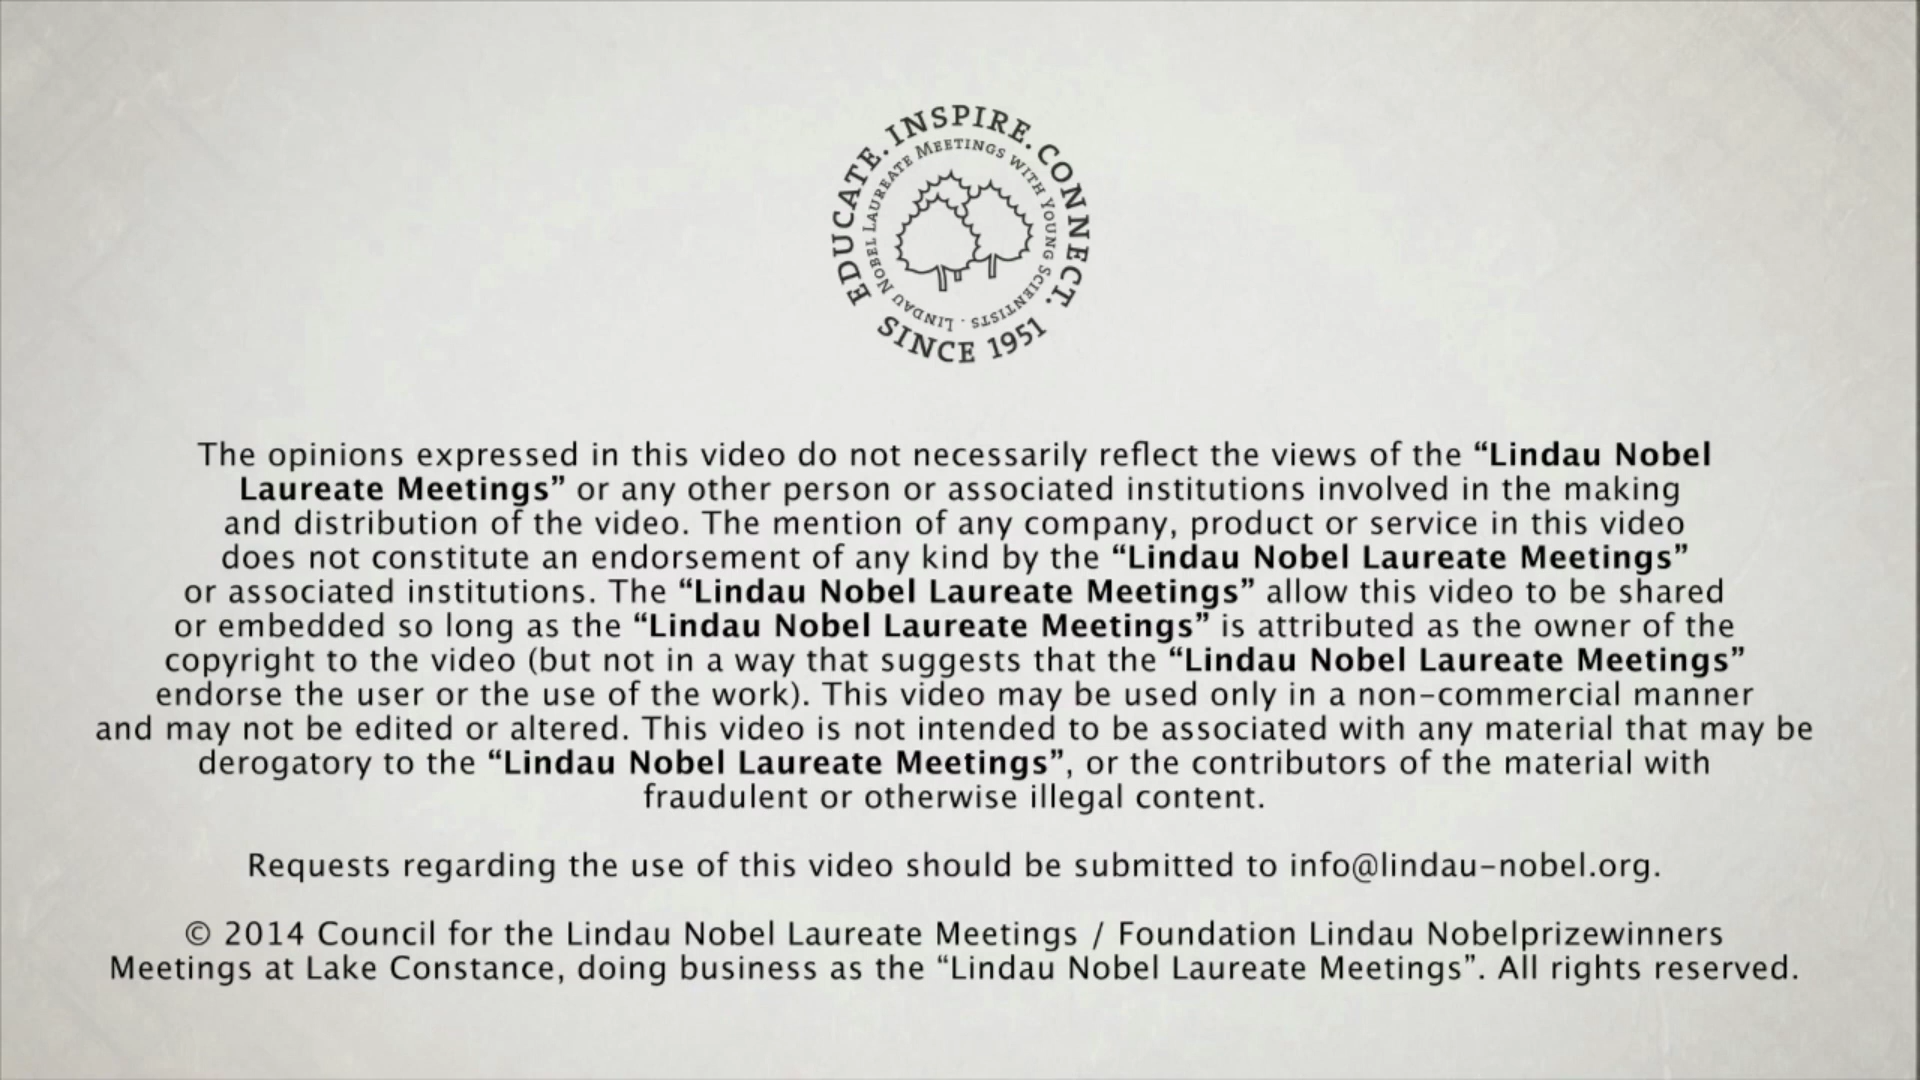 EDUCATE. INSPIRE. CONNECT.
LINDAU NOBEL LAUREATE MEETINGS WITH YOUNG SCIENTISTS ·
SINCE 1951
The opinions expressed in this video do not necessarily reflect the views of the “Lindau Nobel
Laureate Meetings” or any other person or associated institutions involved in the making
and distribution of the video. The mention of any company, product or service in this video
does not constitute an endorsement of any kind by the “Lindau Nobel Laureate Meetings”
or associated institutions. The “Lindau Nobel Laureate Meetings” allow this video to be shared
or embedded so long as the “Lindau Nobel Laureate Meetings” is attributed as the owner of the
copyright to the video (but not in a way that suggests that the “Lindau Nobel Laureate Meetings”
endorse the user or the use of the work). This video may be used only in a non-commercial manner
and may not be edited or altered. This video is not intended to be associated with any material that may be
derogatory to the “Lindau Nobel Laureate Meetings”, or the contributors of the material with
fraudulent or otherwise illegal content.
Requests regarding the use of this video should be submitted to info@lindau-nobel.org.
© 2014 Council for the Lindau Nobel Laureate Meetings / Foundation Lindau Nobelprizewinners
Meetings at Lake Constance, doing business as the “Lindau Nobel Laureate Meetings”. All rights reserved.